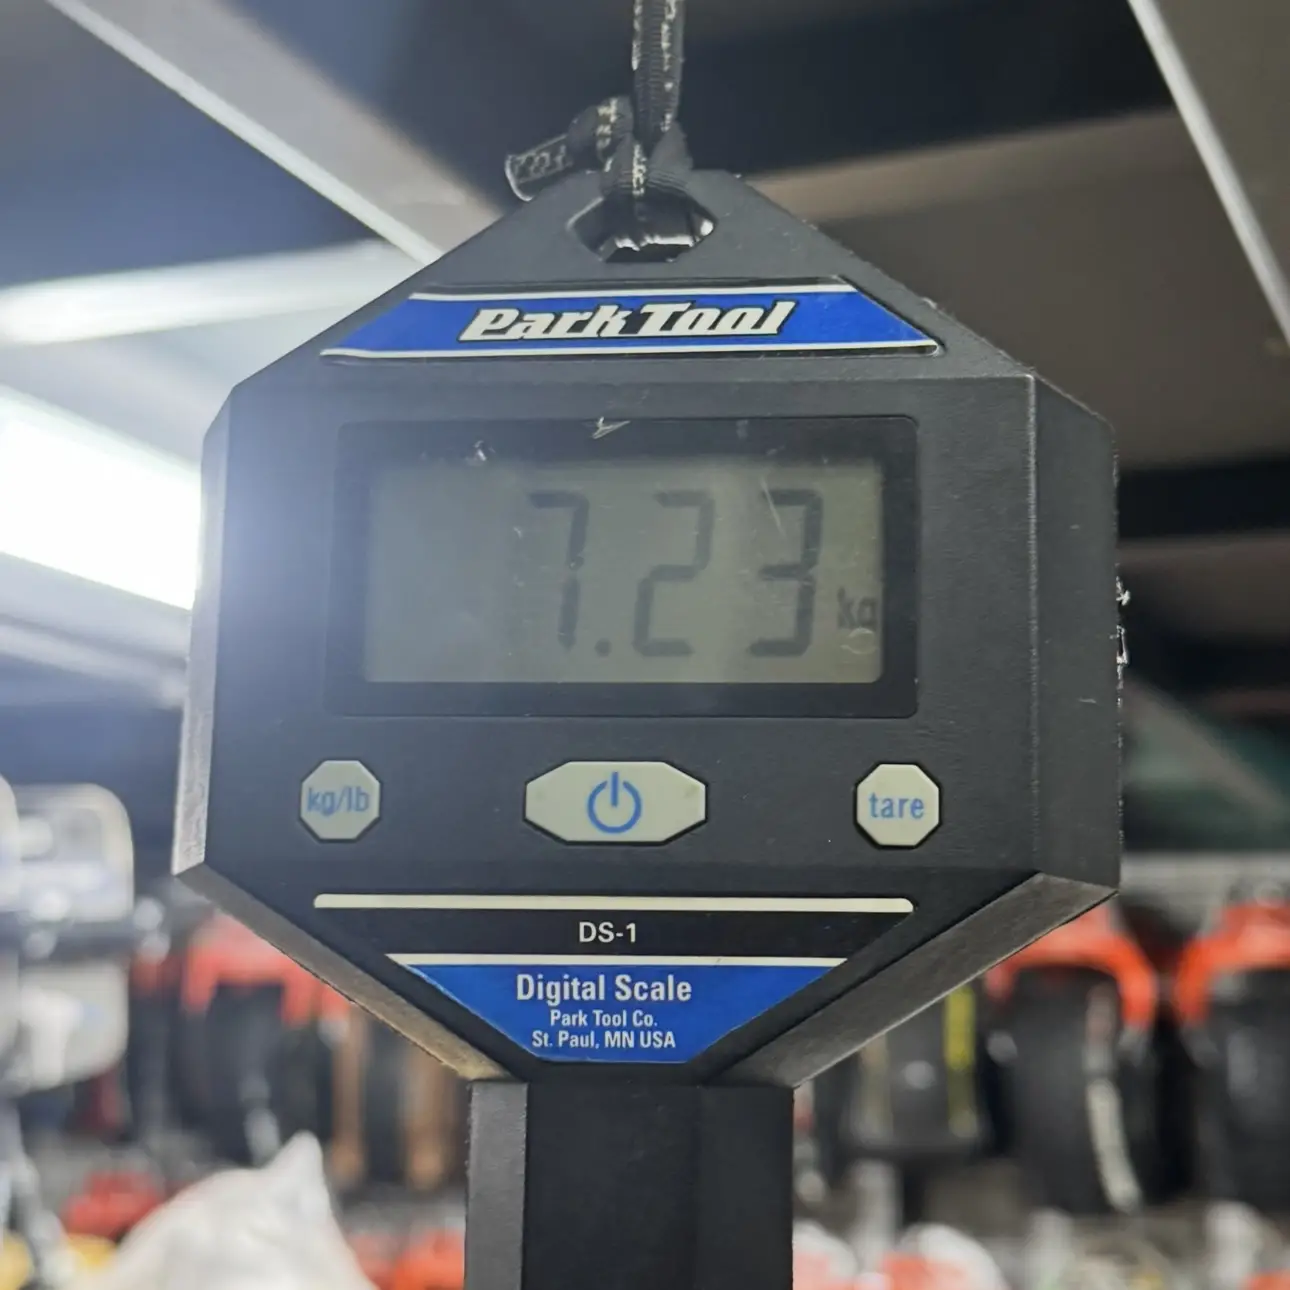 Park Tool
7.23 kg
kg/lb
tare
DS-1
Digital Scale
Park Tool Co.
St. Paul, MN USA